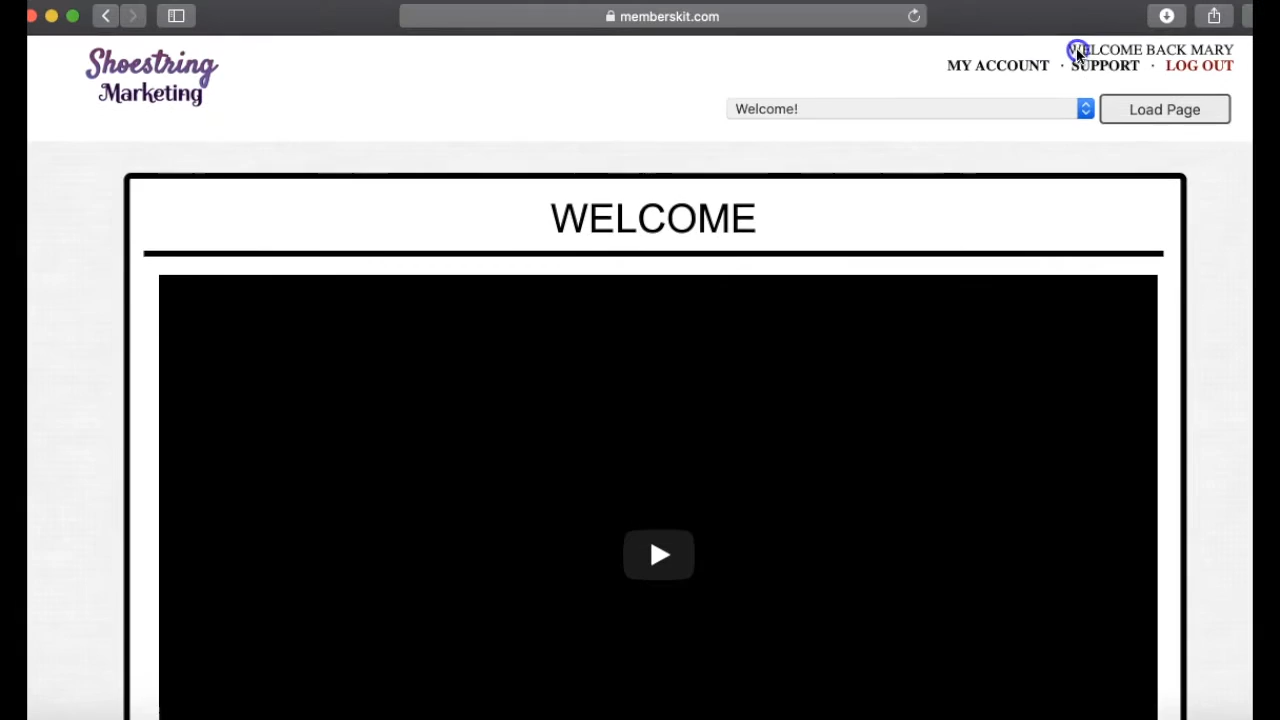 memberskit.com
Shoestring
Marketing
WELCOME BACK MARY
MY ACCOUNT · SUPPORT · LOG OUT
Welcome!
Load Page
WELCOME